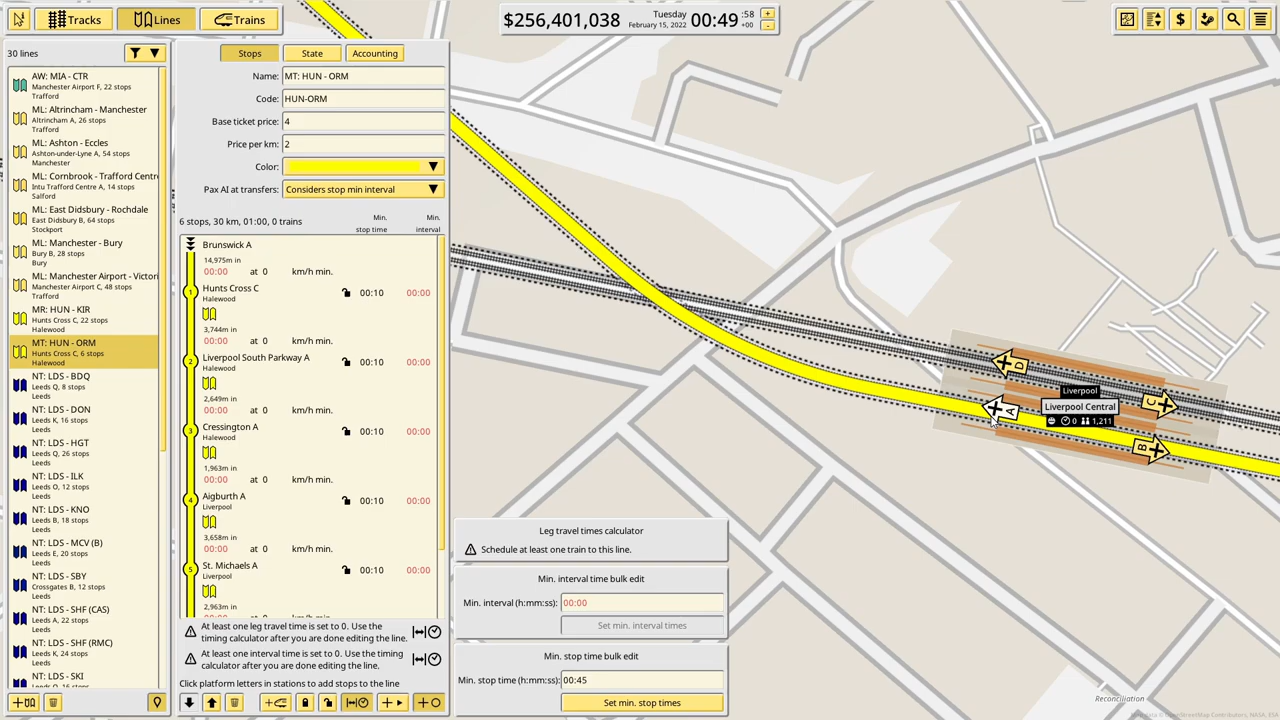 Tracks
Lines
Trains
$256,401,038
Tuesday
February 15, 2022
00:49
:58
+00
+
-
$
30 lines
AW: MIA - CTR
Manchester Airport F, 22 stops
Trafford
ML: Altrincham - Manchester
Altrincham A, 26 stops
Trafford
ML: Ashton - Eccles
Ashton-under-Lyne A, 54 stops
Manchester
ML: Cornbrook - Trafford Centr
Intu Trafford Centre A, 14 stops
Salford
ML: East Didsbury - Rochdale
East Didsbury B, 64 stops
Stockport
ML: Manchester - Bury
Bury B, 28 stops
Bury
ML: Manchester Airport - Victori
Manchester Airport C, 48 stops
Trafford
MR: HUN - KIR
Hunts Cross C, 22 stops
Halewood
MT: HUN - ORM
Hunts Cross C, 6 stops
Halewood
NT: LDS - BDQ
Leeds Q, 8 stops
Leeds
NT: LDS - DON
Leeds K, 16 stops
Leeds
NT: LDS - HGT
Leeds Q, 26 stops
Leeds
NT: LDS - ILK
Leeds O, 12 stops
Leeds
NT: LDS - KNO
Leeds B, 18 stops
Leeds
NT: LDS - MCV (B)
Leeds E, 20 stops
Leeds
NT: LDS - SBY
Crossgates B, 12 stops
Leeds
NT: LDS - SHF (CAS)
Leeds A, 22 stops
Leeds
NT: LDS - SHF (RMC)
Leeds K, 24 stops
Leeds
NT: LDS - SKI
Stops
State
Accounting
Name: MT: HUN - ORM
Code: HUN-ORM
Base ticket price: 4
Price per km: 2
Color:
Pax AI at transfers: Considers stop min interval
6 stops, 30 km, 01:00, 0 trains
Min. stop time
Min. interval
Brunswick A
14,975m in
00:00 at 0 km/h min.
1
Hunts Cross C
Halewood
00:10 00:00
3,744m in
00:00 at 0 km/h min.
2
Liverpool South Parkway A
Halewood
00:10 00:00
2,649m in
00:00 at 0 km/h min.
3
Cressington A
Halewood
00:10 00:00
1,963m in
00:00 at 0 km/h min.
4
Aigburth A
Liverpool
00:10 00:00
3,658m in
00:00 at 0 km/h min.
5
St. Michaels A
Liverpool
00:10 00:00
2,963m in
At least one leg travel time is set to 0. Use the
timing calculator after you are done editing the line.
At least one interval time is set to 0. Use the timing
calculator after you are done editing the line.
Click platform letters in stations to add stops to the line
Leg travel times calculator
Schedule at least one train to this line.
Min. interval time bulk edit
Min. interval (h:mm:ss): 00:00
Set min. interval times
Min. stop time bulk edit
Min. stop time (h:mm:ss): 00:45
Set min. stop times
D
C
A
B
Liverpool
Liverpool Central
0 1,211
Reconciliation